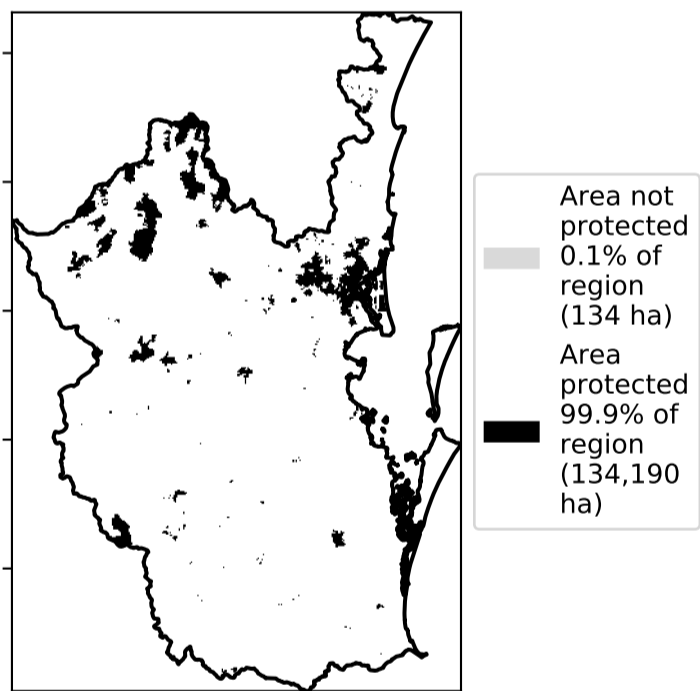 Area not
protected
0.1% of
region
(134 ha)
Area
protected
99.9% of
region
(134,190
ha)